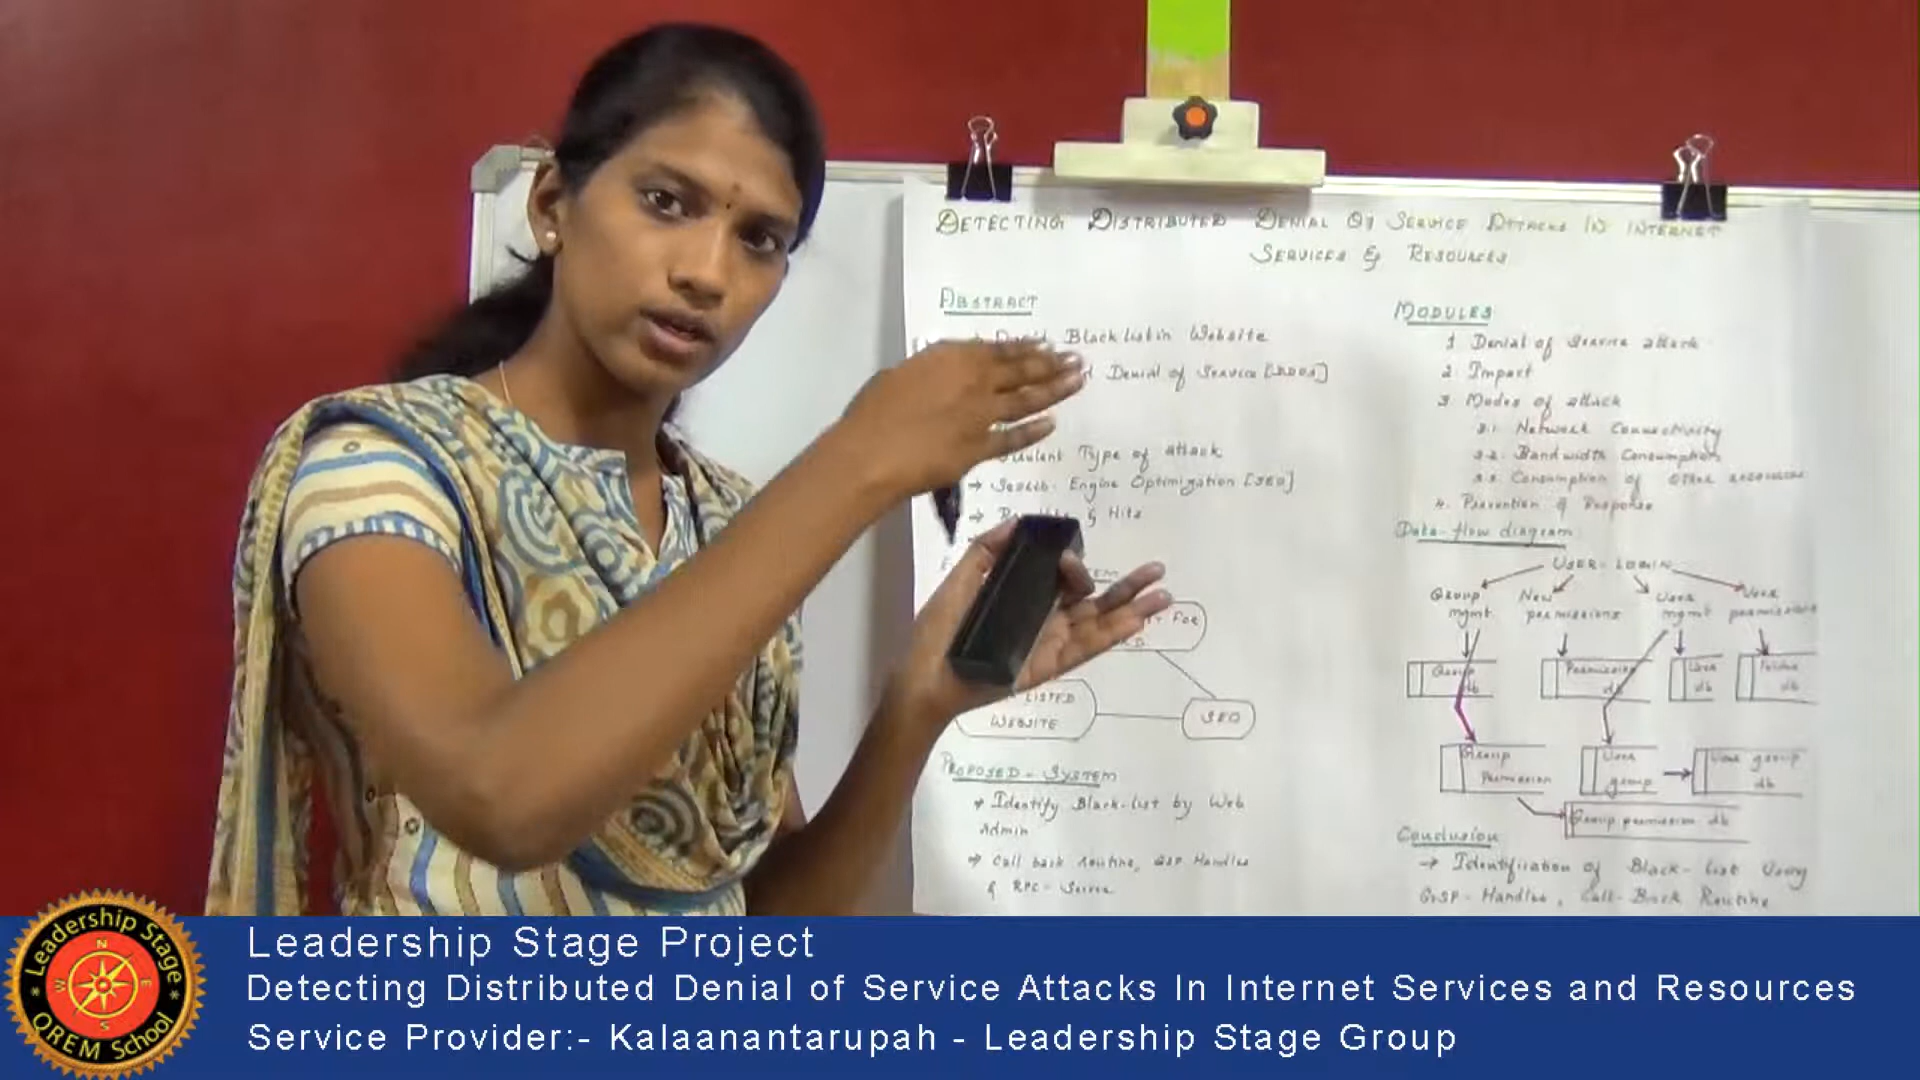 DETECTING DISTRIBUTED DENIAL Of SERVICE ATTACKS IN INTERNET
SERVICES & RESOURCES
ABSTRACT
Black list in Website
Denial of Service [DDOS]
Type of attack
→ Engine Optimization [SEO]
→ & Hits
FOR
LISTED
WEBSITE
SEO
PROPOSED - SYSTEM
→ Identify Black-list by Web
Admin
→ Call back routine, GSP Handles
& RPC - Server
MODULES
1. Denial of Service attack
2. Impact
3. Modes of attack
3.1. Network Connectivity
3.2. Bandwidth Consumption
3.3. Consumption of other resources
4. Prevention & Response
Data-flow diagram
USER-LOGIN
Group mgmt
New permissions
User mgmt
User permissions
Group db
Permission db
User db
db
Group Permission
User group
User group db
Group permission db
Conclusion
→ Identification of Black-list Using
Handles, Call-Back Routine
Leadership Stage
QREM School
N
W
E
S
Leadership Stage Project
Detecting Distributed Denial of Service Attacks In Internet Services and Resources
Service Provider:- Kalaanantarupah - Leadership Stage Group